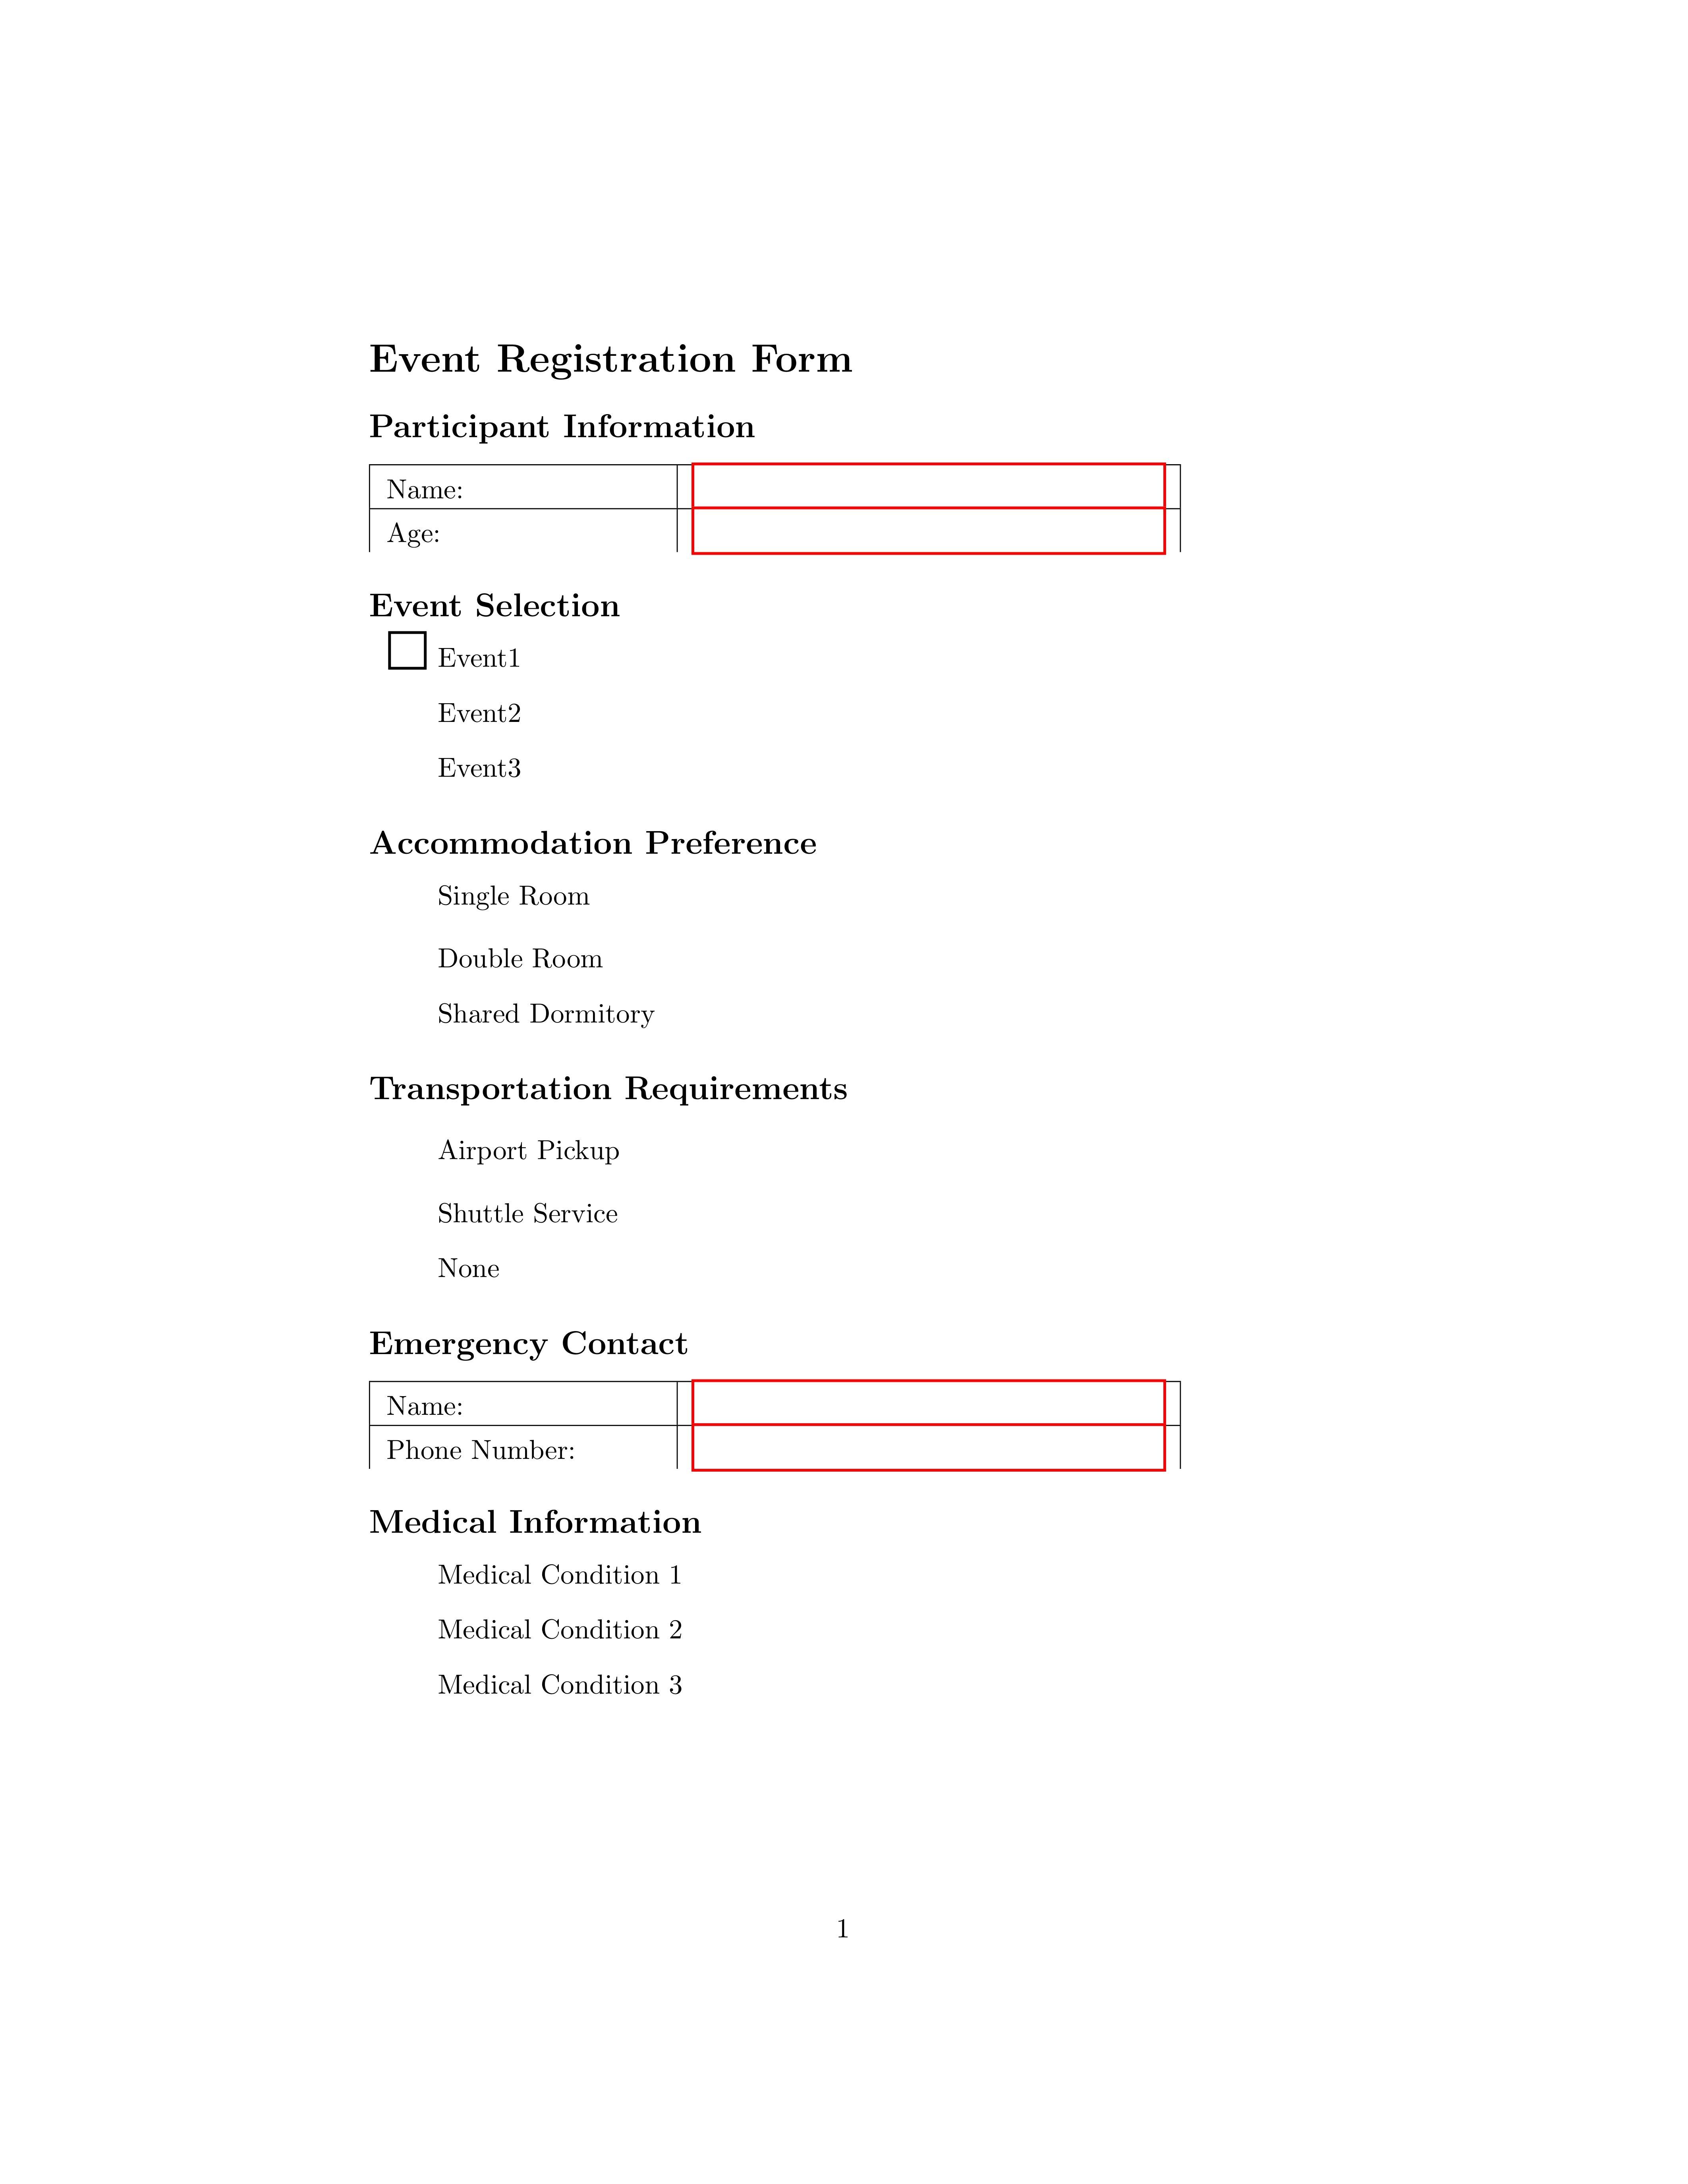 Event Registration Form
Participant Information
Name:
Age:
Event Selection
Event1
Event2
Event3
Accommodation Preference
Single Room
Double Room
Shared Dormitory
Transportation Requirements
Airport Pickup
Shuttle Service
None
Emergency Contact
Name:
Phone Number:
Medical Information
Medical Condition 1
Medical Condition 2
Medical Condition 3
1